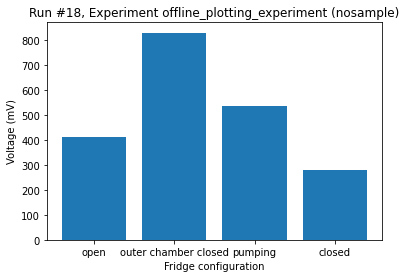 Run #18, Experiment offline_plotting_experiment (nosample)
800
700
600
500
400
300
200
100
0
Voltage (mV)
open outer chamber closed pumping closed
Fridge configuration